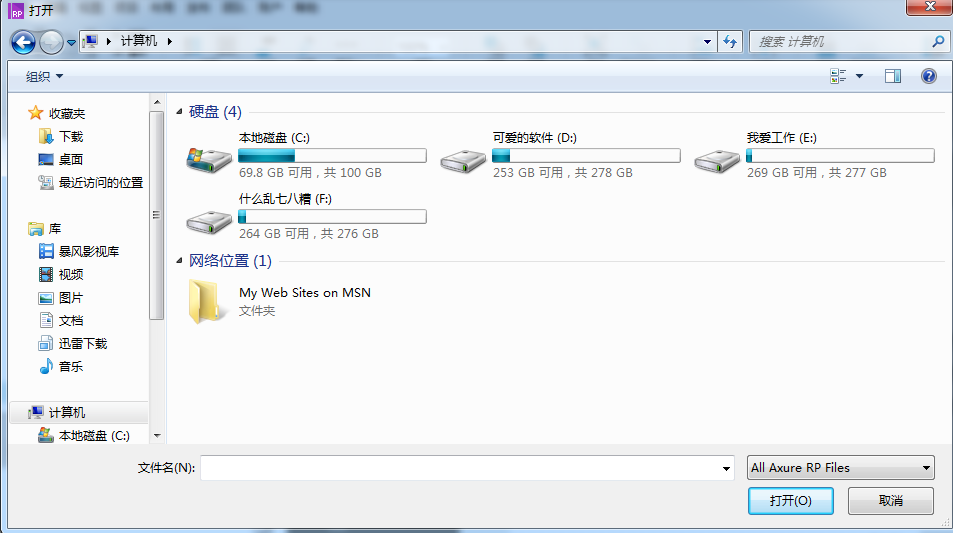 打开
计算机
搜索 计算机
组织
收藏夹
下载
桌面
最近访问的位置
库
暴风影视库
视频
图片
文档
迅雷下载
音乐
计算机
本地磁盘 (C:)
硬盘 (4)
本地磁盘 (C:)
69.8 GB 可用，共 100 GB
可爱的软件 (D:)
253 GB 可用，共 278 GB
我爱工作 (E:)
269 GB 可用，共 277 GB
什么乱七八糟 (F:)
264 GB 可用，共 276 GB
网络位置 (1)
My Web Sites on MSN
文件夹
文件名(N):
All Axure RP Files
打开(O)
取消